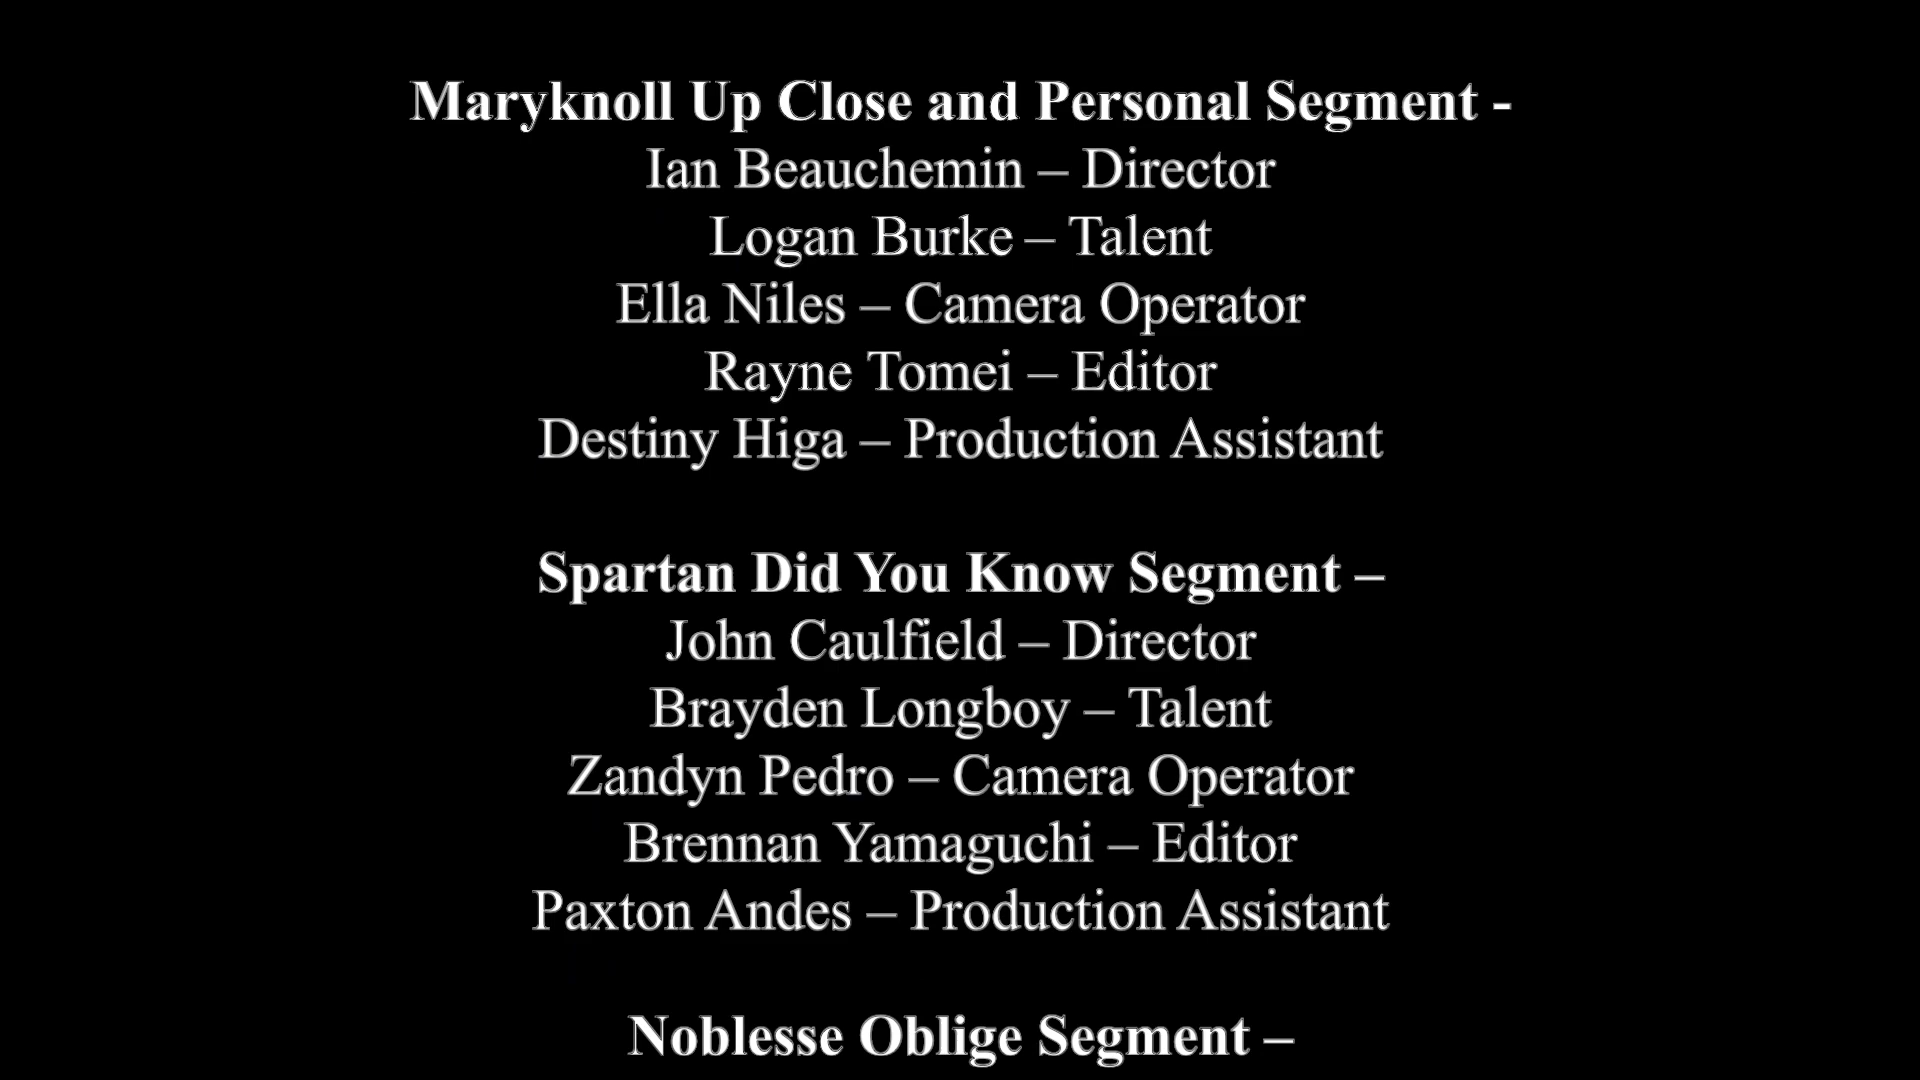 Maryknoll Up Close and Personal Segment -
Ian Beauchemin – Director
Logan Burke – Talent
Ella Niles – Camera Operator
Rayne Tomei – Editor
Destiny Higa – Production Assistant
Spartan Did You Know Segment –
John Caulfield – Director
Brayden Longboy – Talent
Zandyn Pedro – Camera Operator
Brennan Yamaguchi – Editor
Paxton Andes – Production Assistant
Noblesse Oblige Segment –